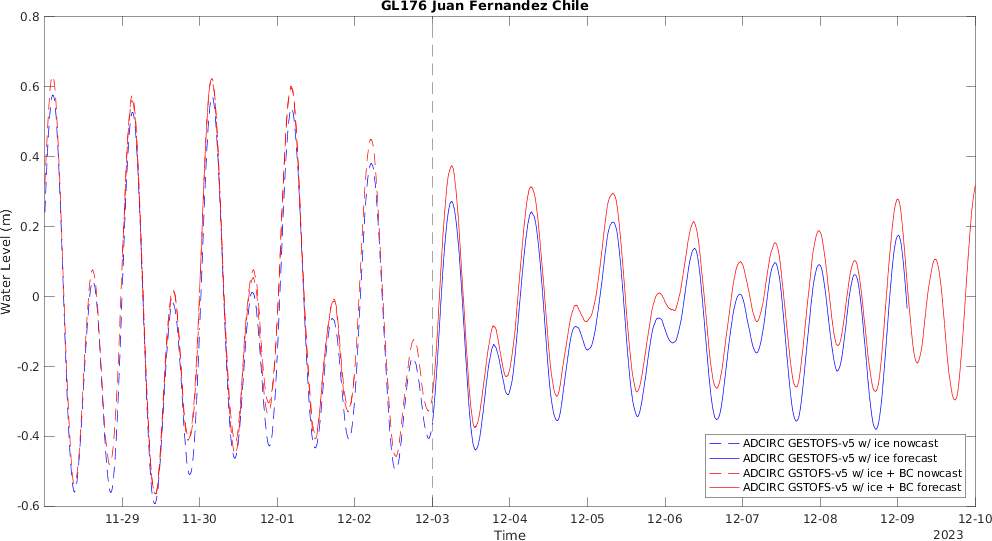 GL176 Juan Fernandez Chile
0.8
0.6
0.4
0.2
0
-0.2
-0.4
-0.6
Water Level (m)
ADCIRC GESTOFS-v5 w/ ice nowcast
ADCIRC GESTOFS-v5 w/ ice forecast
ADCIRC GSTOFS-v5 w/ ice + BC nowcast
ADCIRC GSTOFS-v5 w/ ice + BC forecast
11-29 11-30 12-01 12-02 12-03 12-04 12-05 12-06 12-07 12-08 12-09 12-10
Time
2023